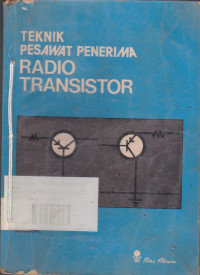 TEKNIK
PESAWAT PENERIMA
RADIO
TRANSISTOR